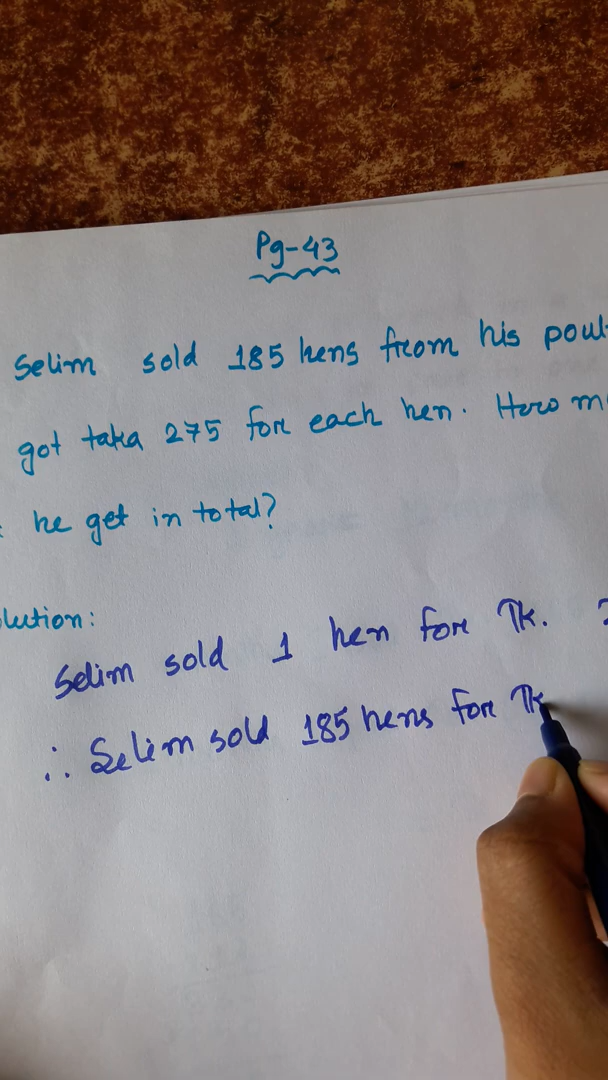 Pg-43
Selim sold 185 hens from his poul
got taka 275 for each hen. How m
he get in total?
lution:
Selim sold 1 hen for Tk.
∴ Selim sold 185 hens for Tk